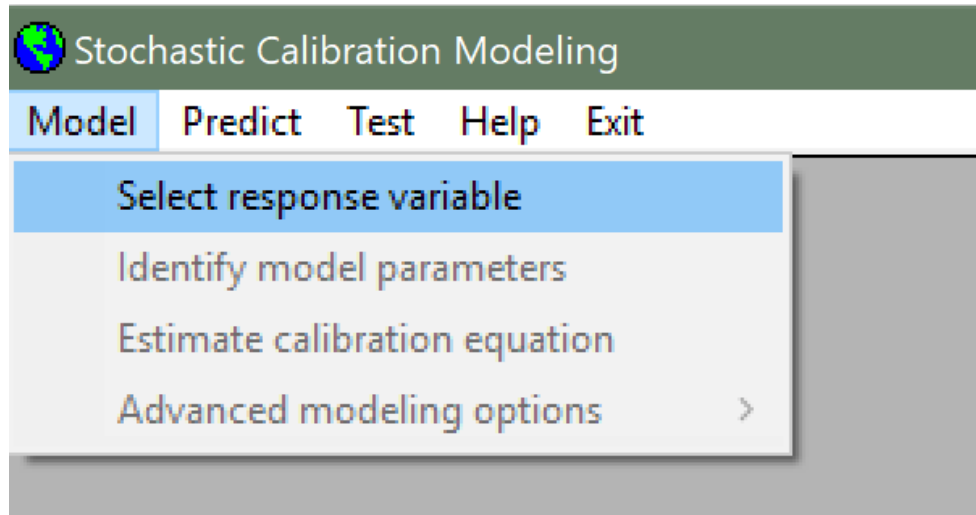 Stochastic Calibration Modeling
Model Predict Test Help Exit
Select response variable
Identify model parameters
Estimate calibration equation
Advanced modeling options >